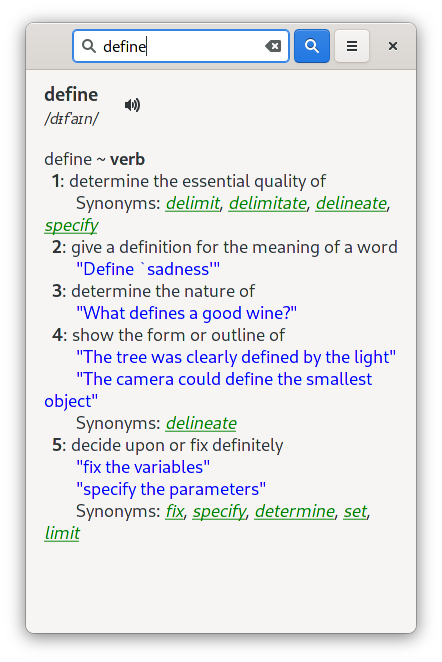 define
define
/dɪfaɪn/
define ~ verb
1: determine the essential quality of
Synonyms: delimit, delimitate, delineate,
specify
2: give a definition for the meaning of a word
"Define `sadness'"
3: determine the nature of
"What defines a good wine?"
4: show the form or outline of
"The tree was clearly defined by the light"
"The camera could define the smallest
object"
Synonyms: delineate
5: decide upon or fix definitely
"fix the variables"
"specify the parameters"
Synonyms: fix, specify, determine, set,
limit